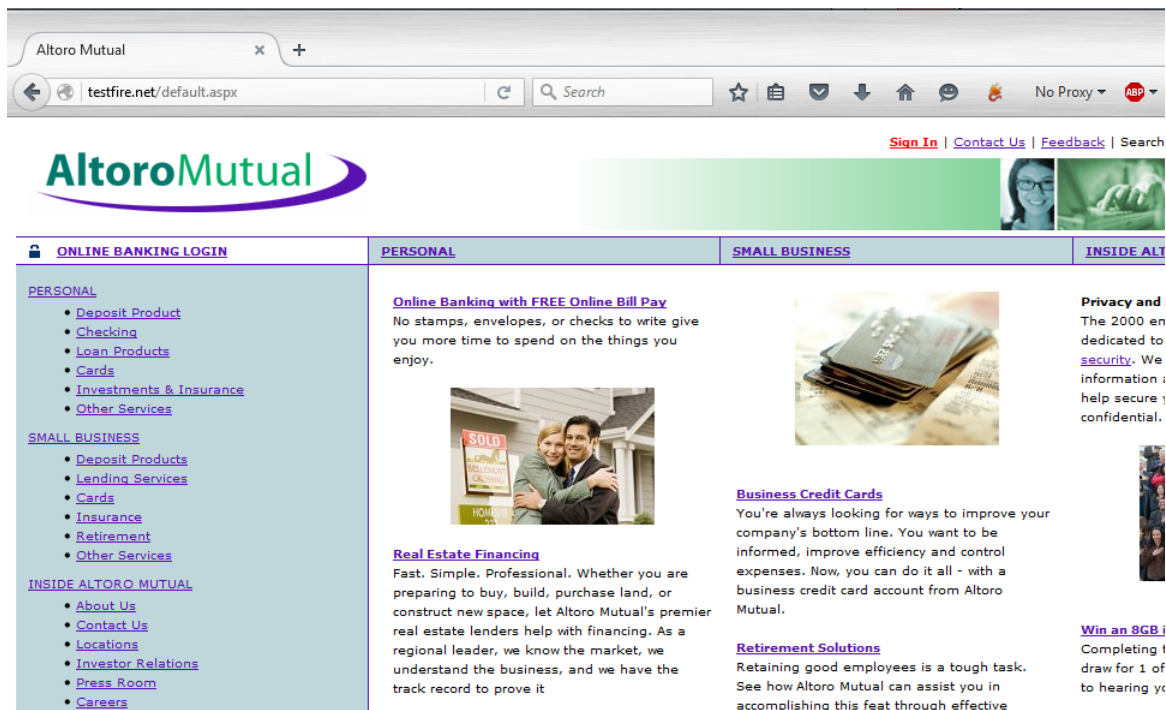 Altoro Mutual
testfire.net/default.aspx
Search
No Proxy
ABP
Sign In | Contact Us | Feedback | Search
AltoroMutual
ONLINE BANKING LOGIN
PERSONAL
SMALL BUSINESS
INSIDE ALT
PERSONAL
Deposit Product
Checking
Loan Products
Cards
Investments & Insurance
Other Services
SMALL BUSINESS
Deposit Products
Lending Services
Cards
Insurance
Retirement
Other Services
INSIDE ALTORO MUTUAL
About Us
Contact Us
Locations
Investor Relations
Press Room
Careers
Online Banking with FREE Online Bill Pay
No stamps, envelopes, or checks to write give
you more time to spend on the things you
enjoy.
SOLD
HOMESITE
Real Estate Financing
Fast. Simple. Professional. Whether you are
preparing to buy, build, purchase land, or
construct new space, let Altoro Mutual's premier
real estate lenders help with financing. As a
regional leader, we know the market, we
understand the business, and we have the
track record to prove it
Business Credit Cards
You're always looking for ways to improve your
company's bottom line. You want to be
informed, improve efficiency and control
expenses. Now, you can do it all - with a
business credit card account from Altoro
Mutual.
Retirement Solutions
Retaining good employees is a tough task.
See how Altoro Mutual can assist you in
accomplishing this feat through effective
Privacy and
The 2000 em
dedicated to
security. We
information a
help secure y
confidential.
Win an 8GB i
Completing t
draw for 1 of
to hearing yo